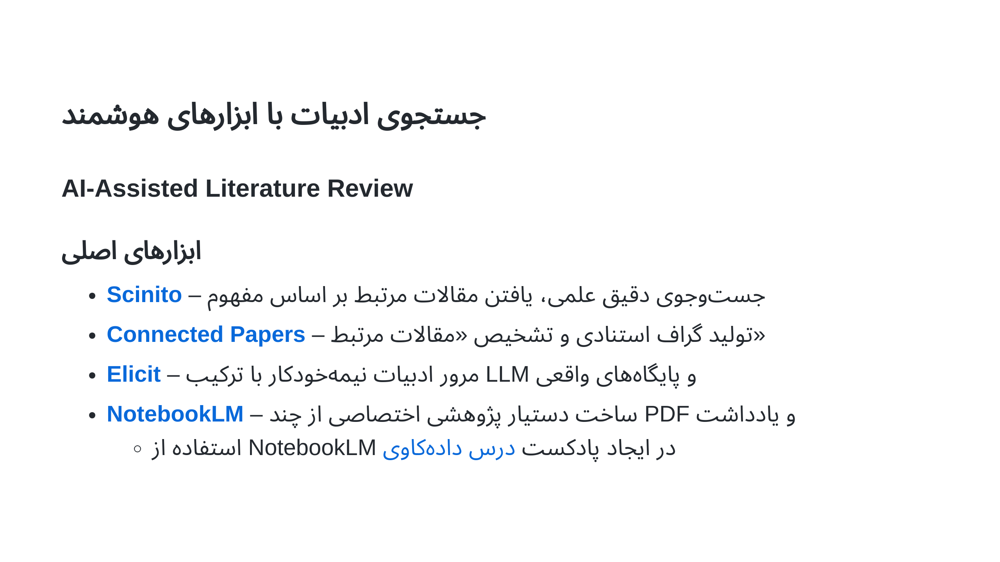 جستجوی ادبیات با ابزارهای هوشمند
AI-Assisted Literature Review
ابزارهای اصلی
Scinito – جست‌وجوی دقیق علمی، یافتن مقالات مرتبط بر اساس مفهوم
Connected Papers – تولید گراف استنادی و تشخیص «مقالات مرتبط»
Elicit – مرور ادبیات نیمه‌خودکار با ترکیب LLM و پایگاه‌های واقعی
NotebookLM – ساخت دستیار پژوهشی اختصاصی از چند PDF و یادداشت
استفاده از NotebookLM در ایجاد پادکست درس داده‌کاوی